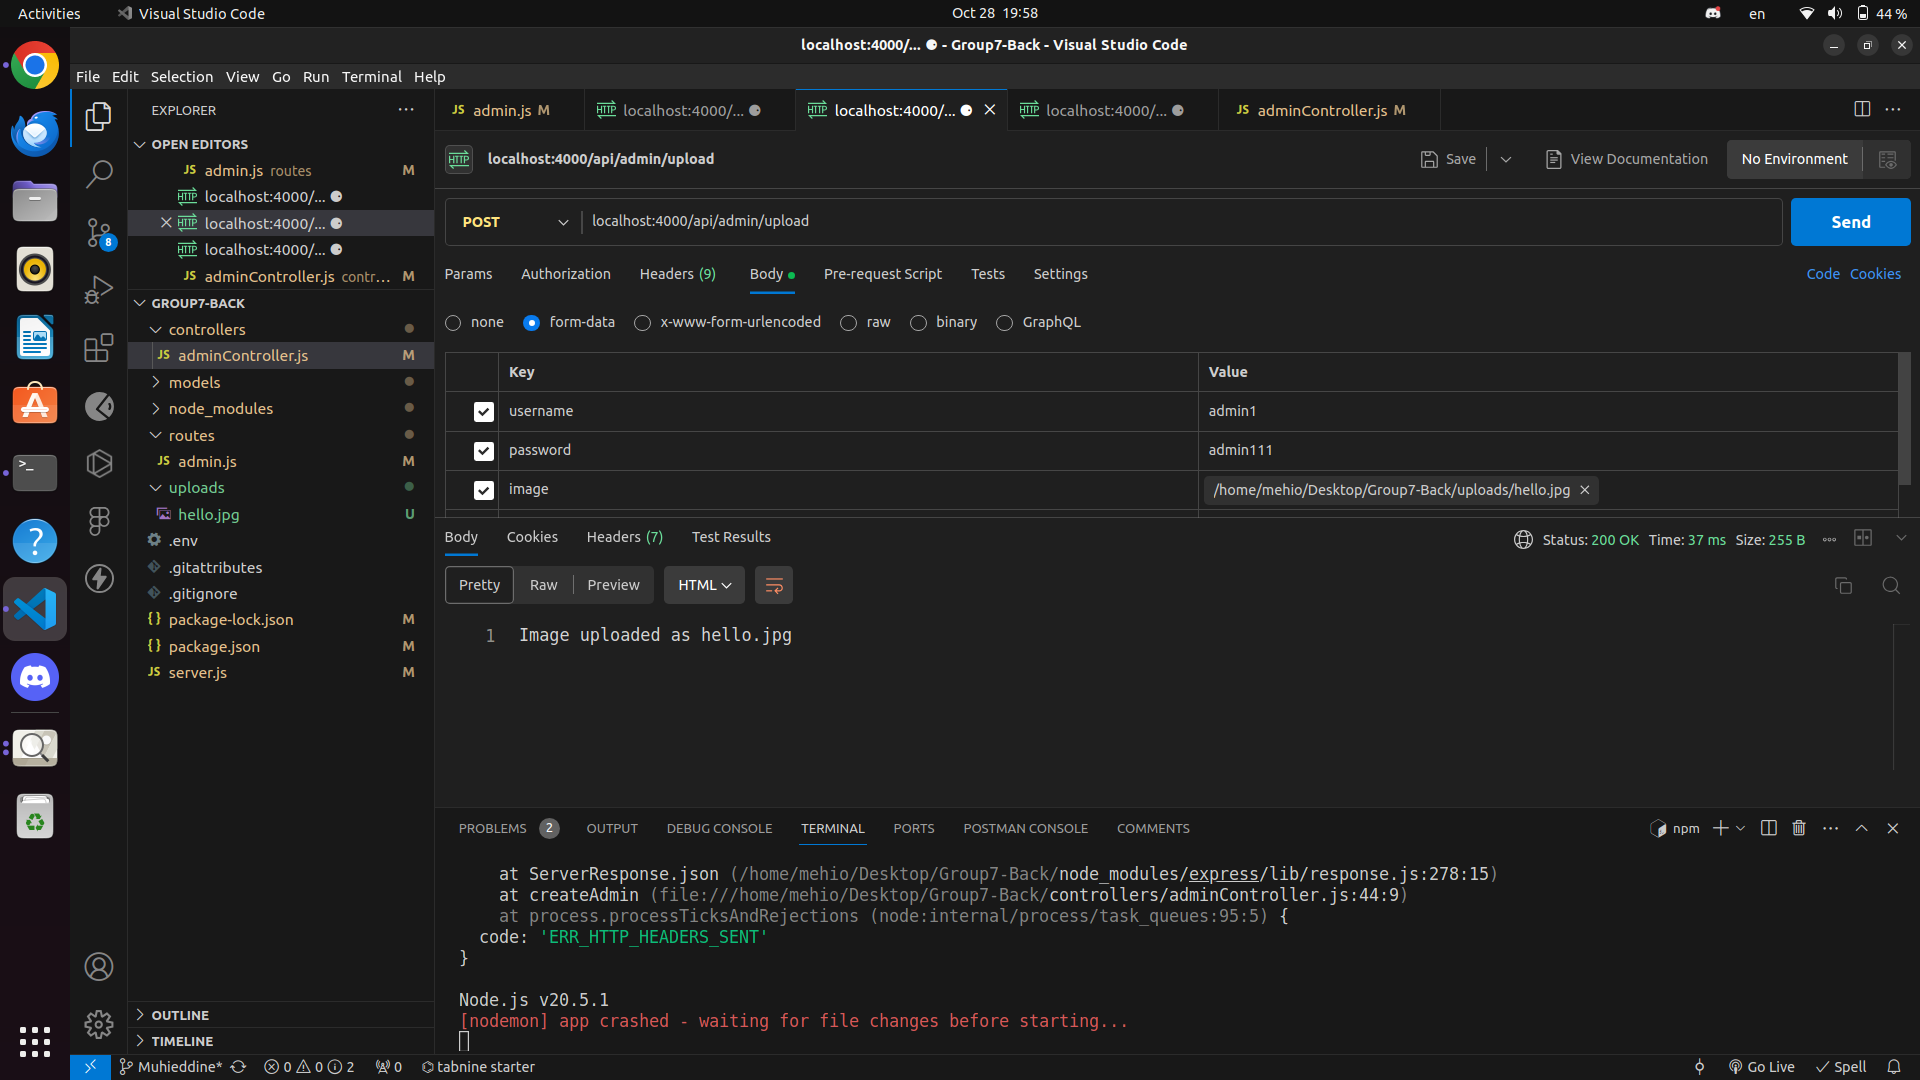 Activities
Visual Studio Code
Oct 28 19:58
en
44 %
localhost:4000/... ● - Group7-Back - Visual Studio Code
File Edit Selection View Go Run Terminal Help
EXPLORER
OPEN EDITORS
JS admin.js routes M
HTTP localhost:4000/...
HTTP localhost:4000/...
HTTP localhost:4000/...
JS adminController.js contr... M
GROUP7-BACK
controllers
JS adminController.js M
models
node_modules
routes
JS admin.js M
uploads
hello.jpg U
.env
.gitattributes
.gitignore
{} package-lock.json M
{} package.json M
JS server.js M
OUTLINE
TIMELINE
8
JS admin.js M
HTTP localhost:4000/...
HTTP localhost:4000/...
HTTP localhost:4000/...
JS adminController.js M
HTTP localhost:4000/api/admin/upload
Save
View Documentation
No Environment
POST localhost:4000/api/admin/upload
Send
Params Authorization Headers (9) Body Pre-request Script Tests Settings
Code Cookies
none form-data x-www-form-urlencoded raw binary GraphQL
Key Value
username admin1
password admin111
image /home/mehio/Desktop/Group7-Back/uploads/hello.jpg
Body Cookies Headers (7) Test Results
Status: 200 OK Time: 37 ms Size: 255 B
Pretty Raw Preview HTML
1 Image uploaded as hello.jpg
PROBLEMS 2 OUTPUT DEBUG CONSOLE TERMINAL PORTS POSTMAN CONSOLE COMMENTS
npm
at ServerResponse.json (/home/mehio/Desktop/Group7-Back/node_modules/express/lib/response.js:278:15)
at createAdmin (file:///home/mehio/Desktop/Group7-Back/controllers/adminController.js:44:9)
at process.processTicksAndRejections (node:internal/process/task_queues:95:5) {
code: 'ERR_HTTP_HEADERS_SENT'
}
Node.js v20.5.1
[nodemon] app crashed - waiting for file changes before starting...
Muhieddine* 0 0 2 0 tabnine starter
Go Live Spell